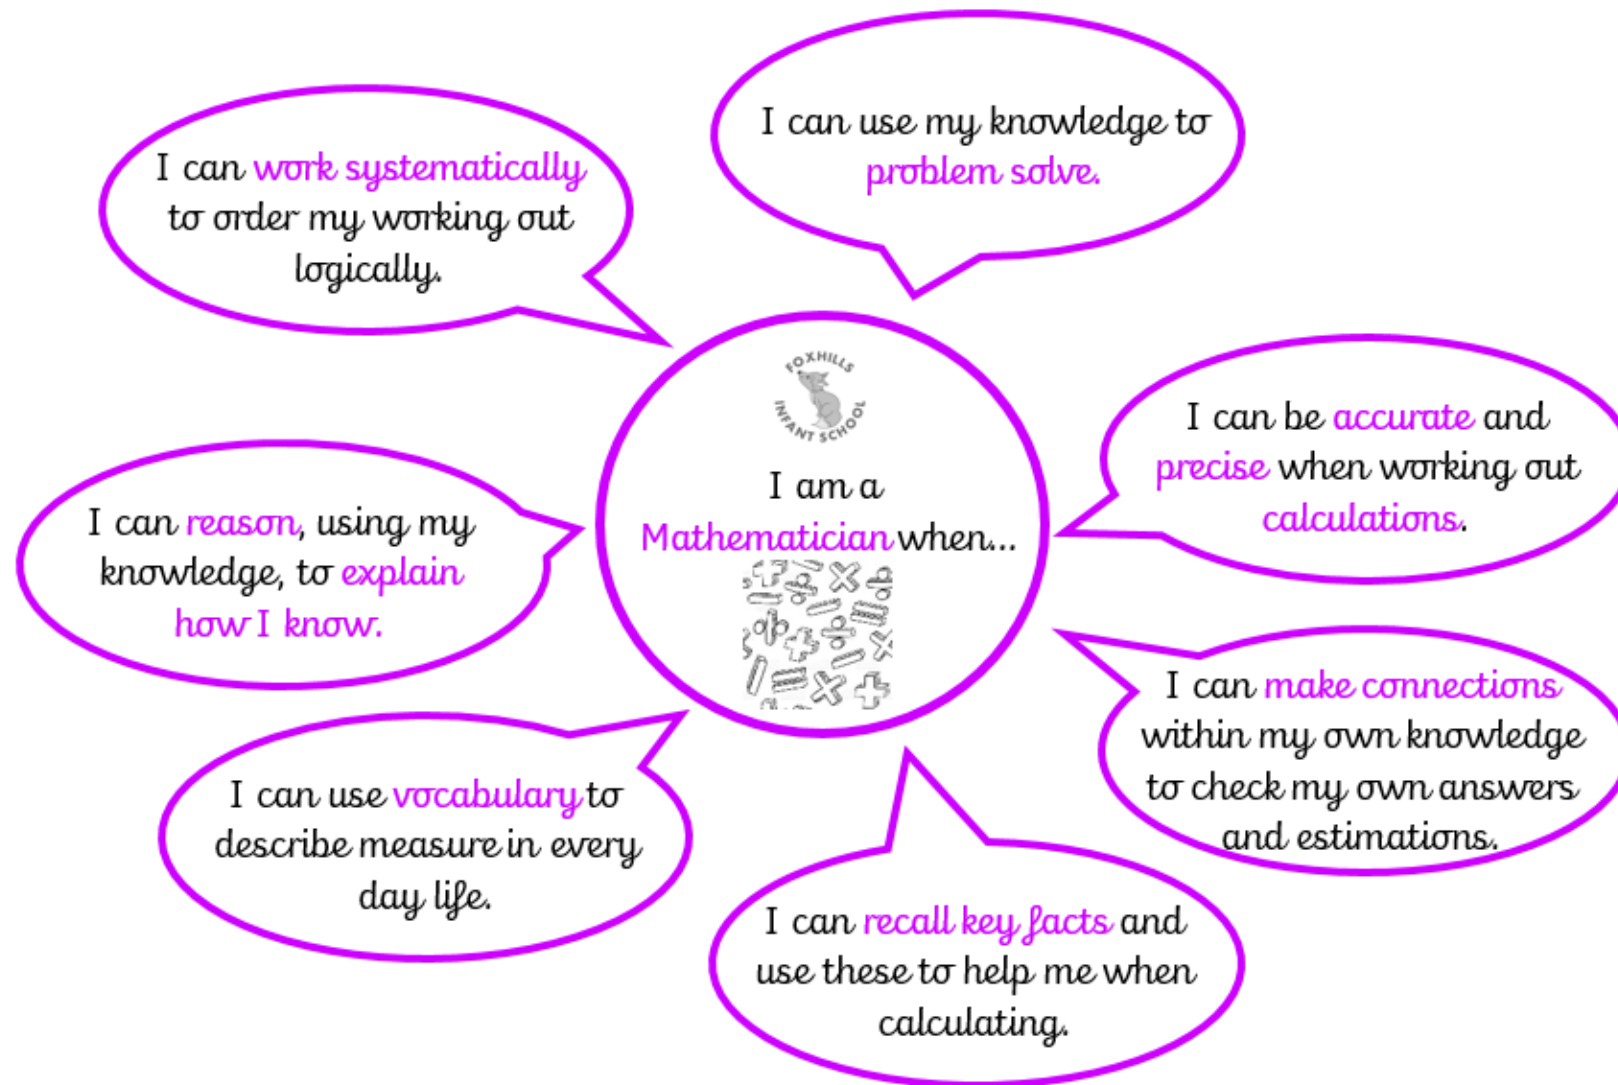 I can use my knowledge to
problem solve.
I can work systematically
to order my working out
logically.
FOXHILLS
INFANT SCHOOL
I am a
Mathematician when...
I can be accurate and
precise when working out
calculations.
I can reason, using my
knowledge, to explain
how I know.
I can make connections
within my own knowledge
to check my own answers
and estimations.
I can use vocabulary to
describe measure in every
day life.
I can recall key facts and
use these to help me when
calculating.